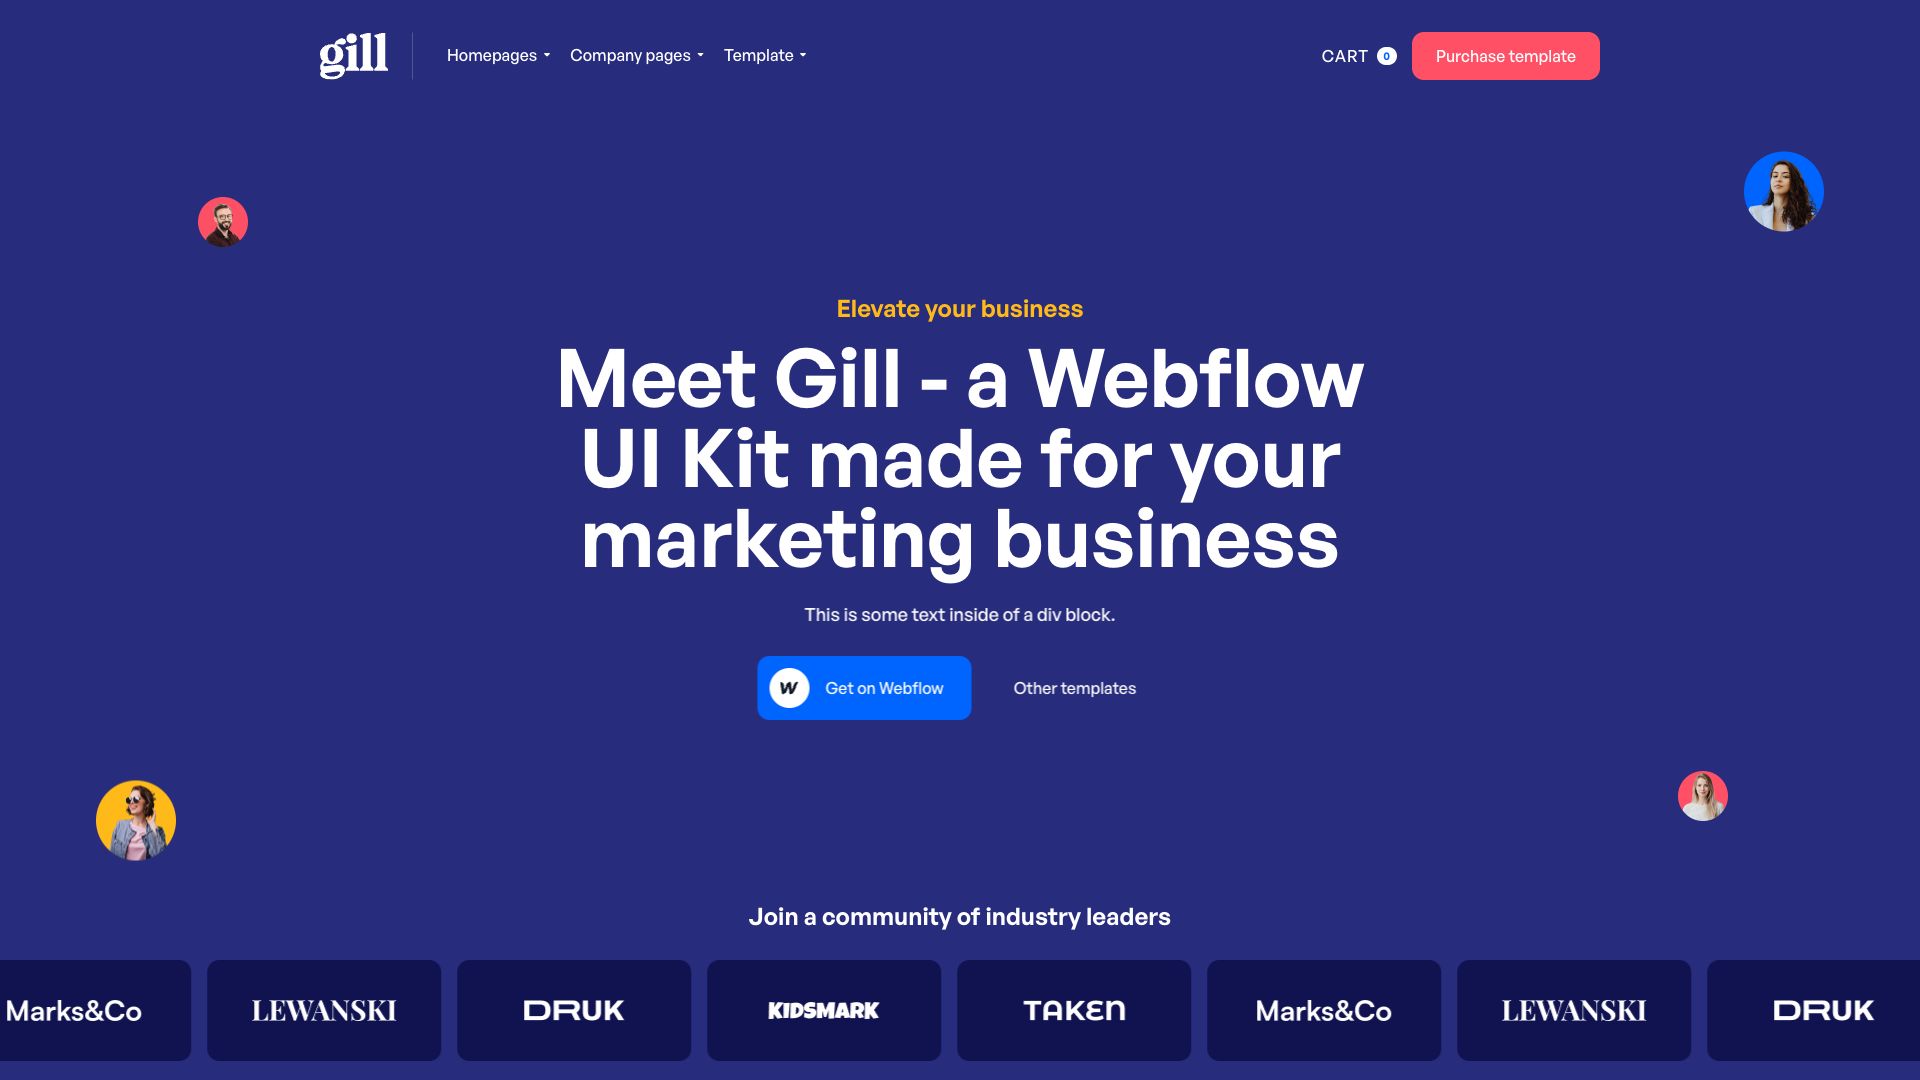 gill
Homepages
Company pages
Template
CART 0
Purchase template
Elevate your business
Meet Gill - a Webflow
UI Kit made for your
marketing business
This is some text inside of a div block.
W Get on Webflow
Other templates
Join a community of industry leaders
Marks&Co
LEWANSKI
DRUK
KIDSMARK
TAKEN
Marks&Co
LEWANSKI
DRUK